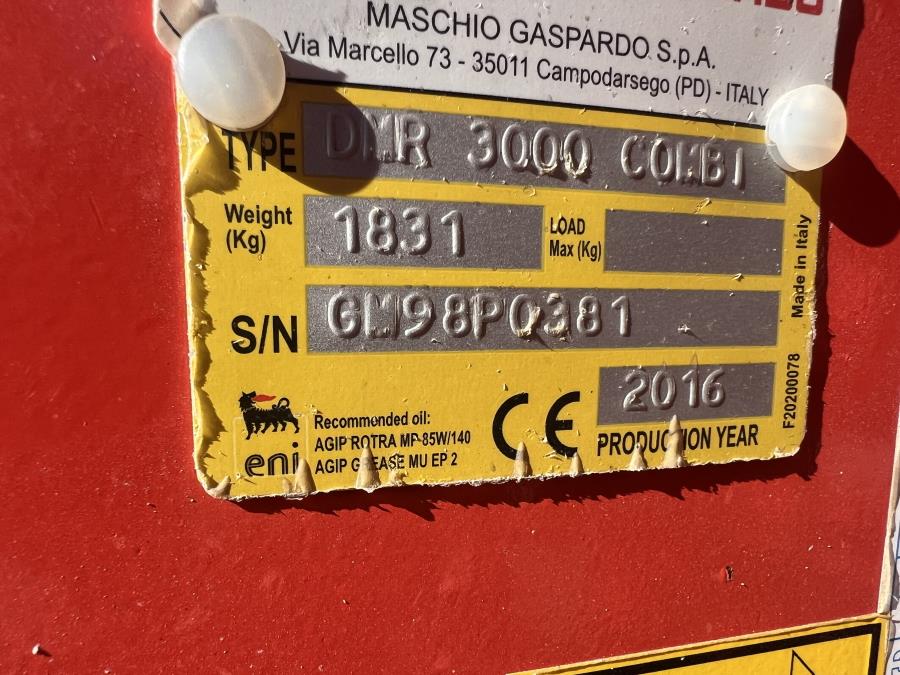 MASCHIO GASPARDO S.p.A.
Via Marcello 73 - 35011 Campodarsego (PD) - ITALY
TYPE DMR 3000 COMBI
Weight (Kg) 1831 LOAD Max (Kg)
Made in Italy
S/N GM98P0381
2016
PRODUCTION YEAR
CE
F20200078
eni
Recommended oil:
AGIP ROTRA MP 85W/140
AGIP GREASE MU EP 2